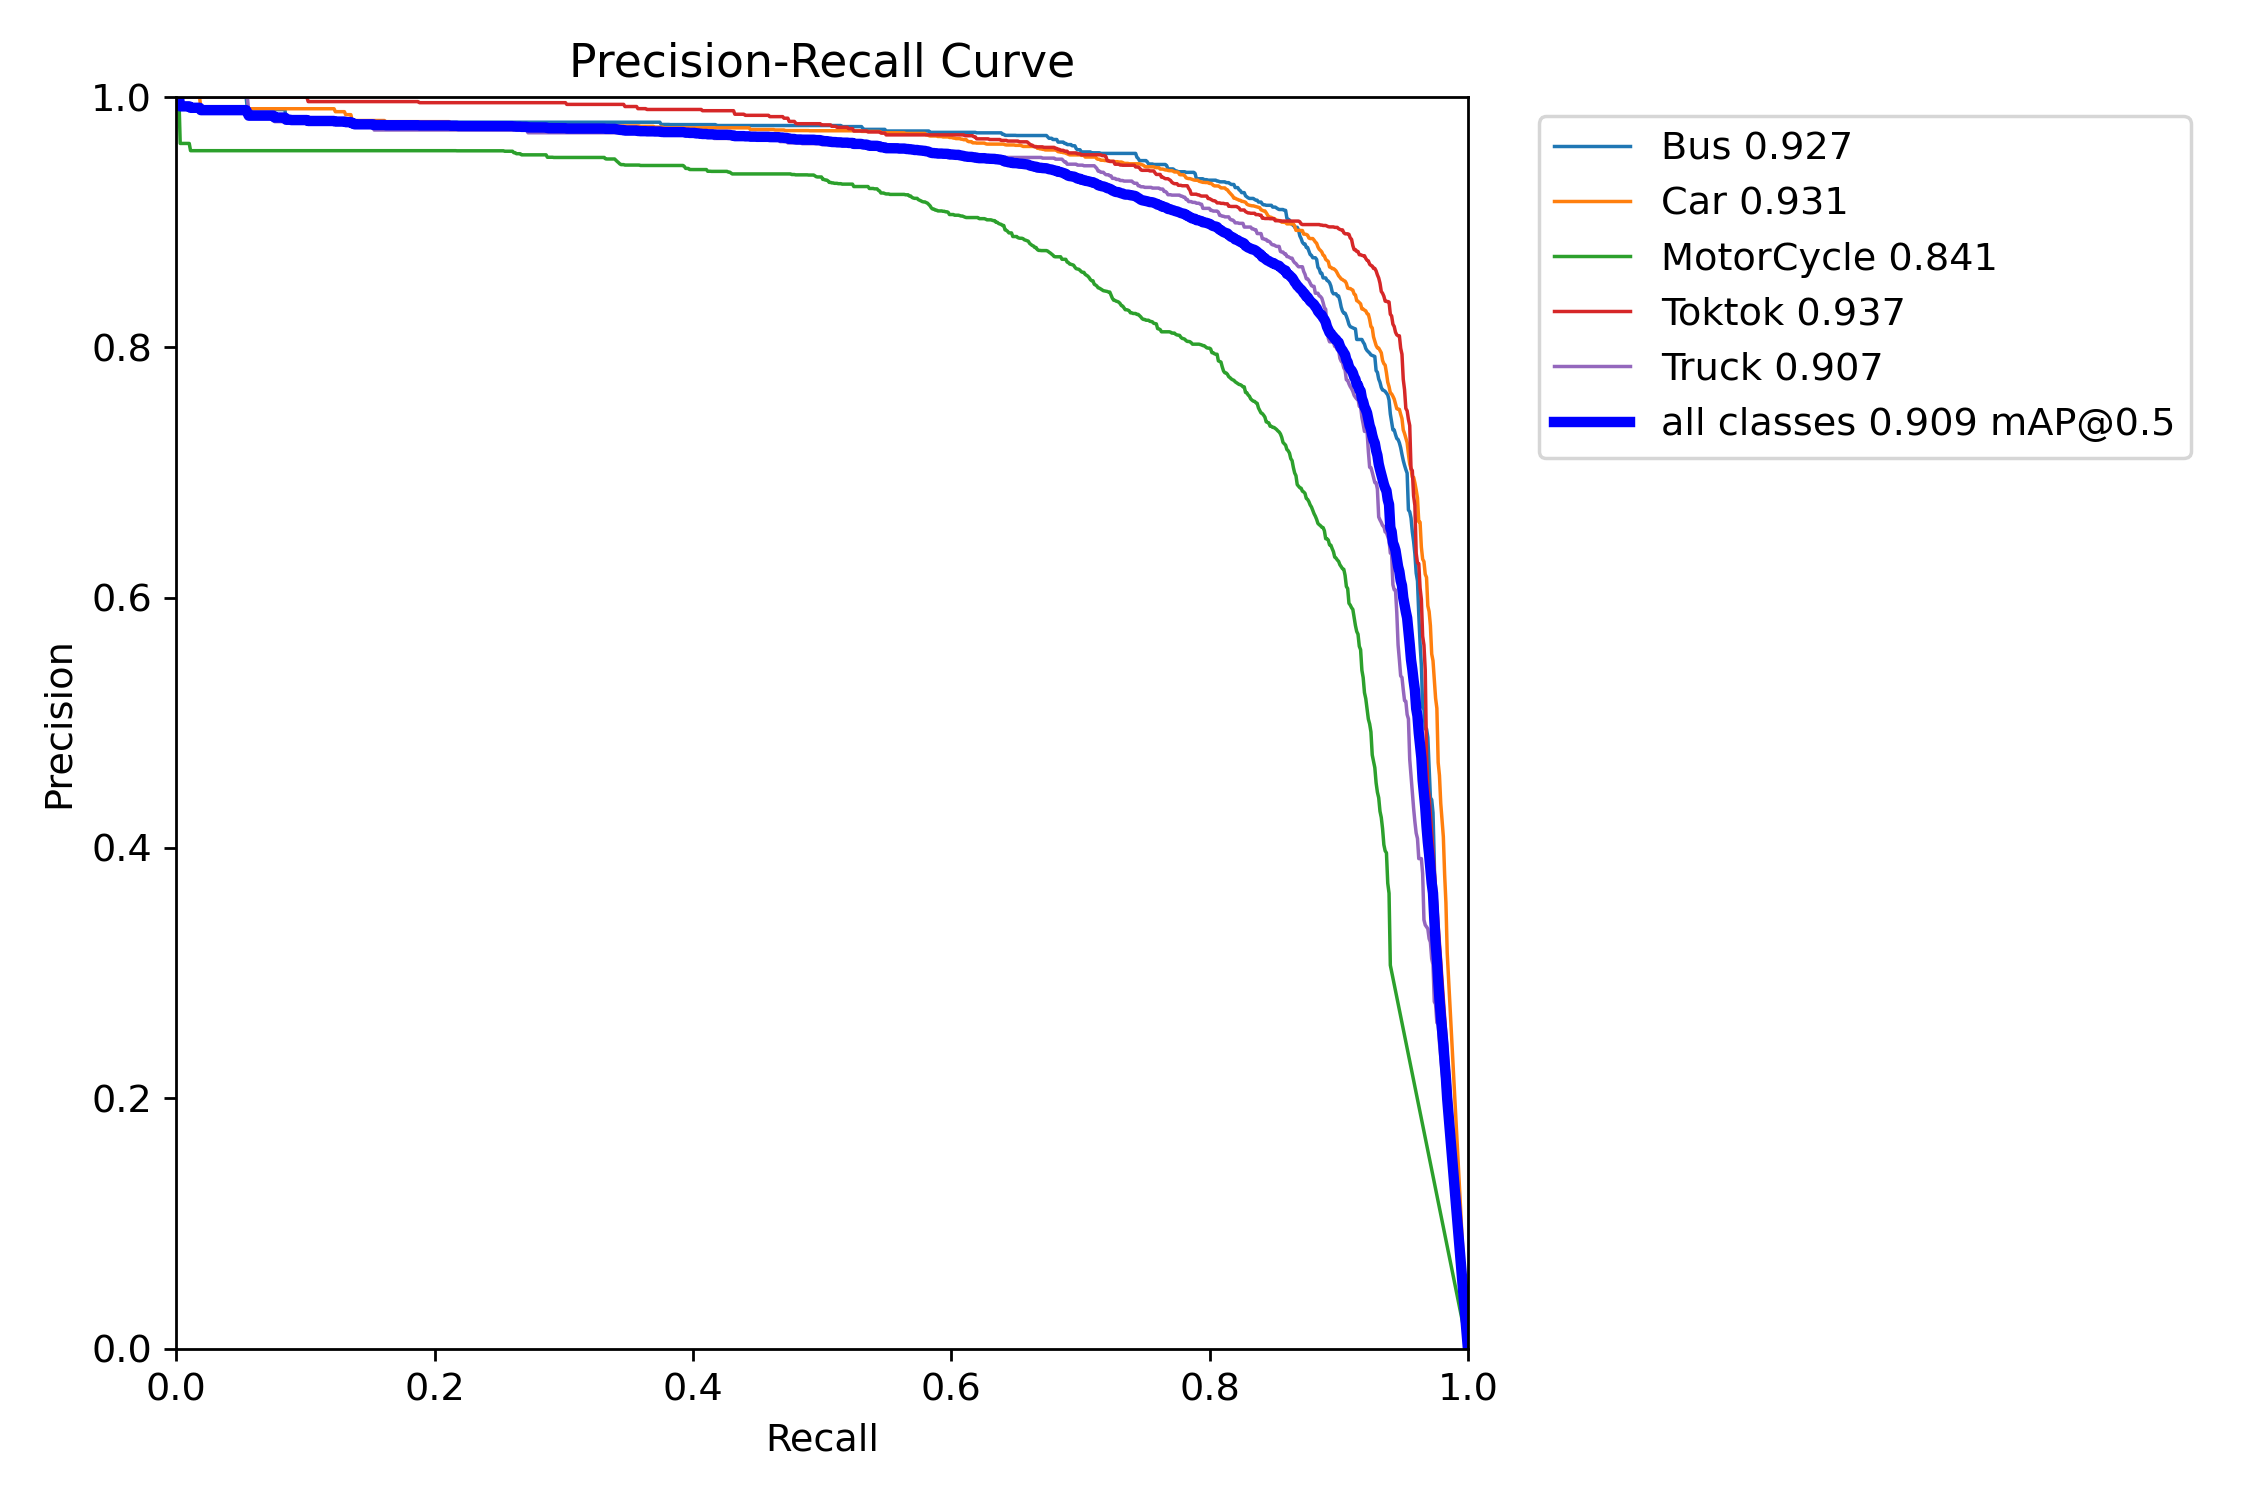 Precision-Recall Curve
1.0
0.8
0.6
0.4
0.2
0.0
Precision
0.0 0.2 0.4 0.6 0.8 1.0
Recall
Bus 0.927
Car 0.931
MotorCycle 0.841
Toktok 0.937
Truck 0.907
all classes 0.909 mAP@0.5